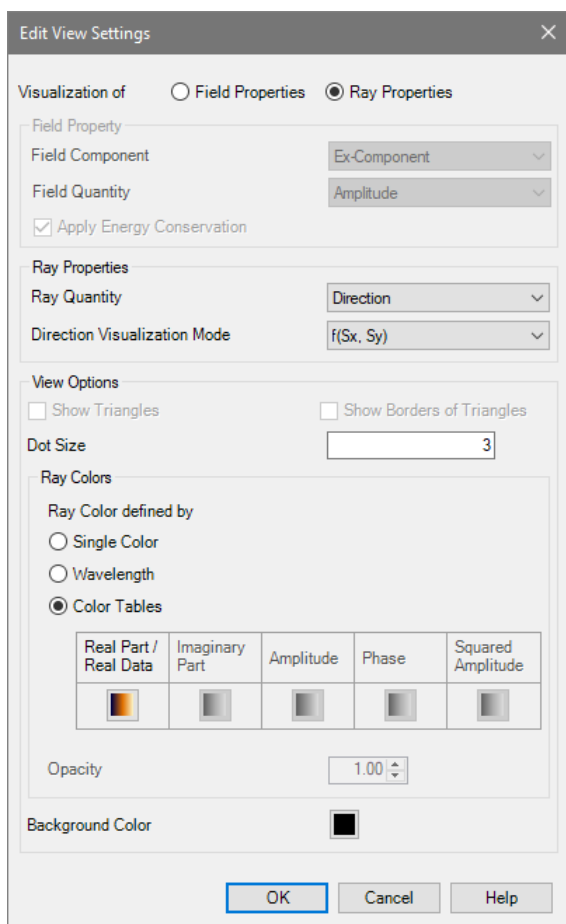 Edit View Settings
Visualization of Field Properties Ray Properties
Field Property
Field Component Ex-Component
Field Quantity Amplitude
Apply Energy Conservation
Ray Properties
Ray Quantity Direction
Direction Visualization Mode f(Sx, Sy)
View Options
Show Triangles Show Borders of Triangles
Dot Size 3
Ray Colors
Ray Color defined by
Single Color
Wavelength
Color Tables
Real Part / Imaginary Amplitude Phase Squared
Real Data Part Amplitude
Opacity 1.00
Background Color
OK Cancel Help